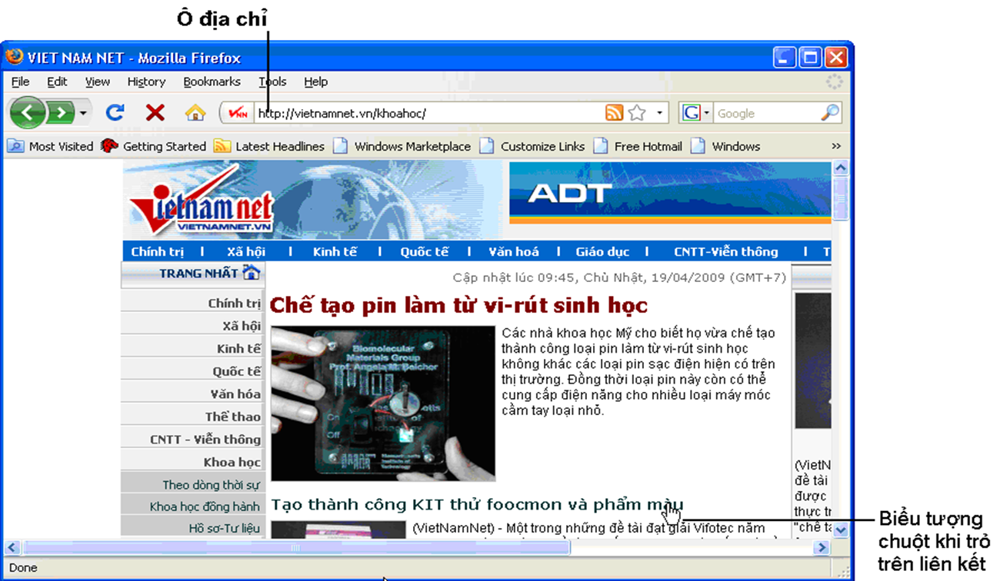 Ô địa chỉ
VIET NAM NET - Mozilla Firefox
File Edit View History Bookmarks Tools Help
VNN http://vietnamnet.vn/khoahoc/ G Google
Most Visited Getting Started Latest Headlines Windows Marketplace Customize Links Free Hotmail Windows »
Vietnamnet
VIETNAMNET.VN
ADT
Chính trị | Xã hội | Kinh tế | Quốc tế | Văn hoá | Giáo dục | CNTT-Viễn thông | T
TRANG NHẤT
Cập nhật lúc 09:45, Chủ Nhật, 19/04/2009 (GMT+7)
Chính trị
Xã hội
Kinh tế
Quốc tế
Văn hóa
Thể thao
CNTT - Viễn thông
Khoa học
Theo dòng thời sự
Khoa học đồng hành
Hồ sơ-Tư liệu
Chế tạo pin làm từ vi-rút sinh học
Biomolecular
Materials Group
Prof. Angela M. Belcher
On
Off
Massachusetts
Institute of
Technology
Các nhà khoa học Mỹ cho biết họ vừa chế tạo
thành công loại pin làm từ vi-rút sinh học
không khác các loại pin sạc điện hiện có trên
thị trường. Đồng thời loại pin này còn có thể
cung cấp điện năng cho nhiều loại máy móc
cầm tay loại nhỏ.
Tạo thành công KIT thử foocmon và phẩm màu
(VietNamNet) - Một trong những đề tài đạt giải Vifotec năm
(VietN
đề tài
được
thực tr
"chế tạ
Biểu tượng
chuột khi trỏ
trên liên kết
Done